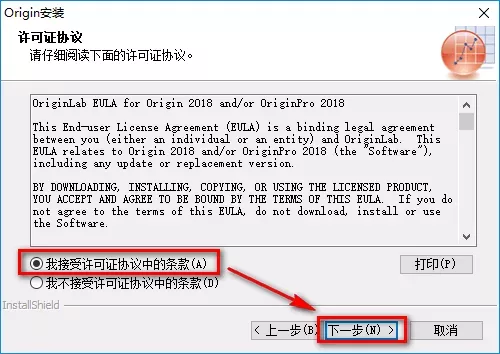 Origin安装
许可证协议
请仔细阅读下面的许可证协议。
OriginLab EULA for Origin 2018 and/or OriginPro 2018
This End-user License Agreement (EULA) is a binding legal agreement
between you (either an individual or an entity) and OriginLab.  This
EULA relates to Origin 2018 and/or OriginPro 2018 (the "Software"),
including any update or replacement version.
BY DOWNLOADING, INSTALLING, COPYING, OR USING THE LICENSED PRODUCT,
YOU ACCEPT AND AGREE TO BE BOUND BY THE TERMS OF THIS EULA.  If you do
not agree to the terms of this EULA, do not download, install or use
the Software.
我接受许可证协议中的条款(A)
打印(P)
我不接受许可证协议中的条款(D)
InstallShield
< 上一步(B) 下一步(N) > 取消